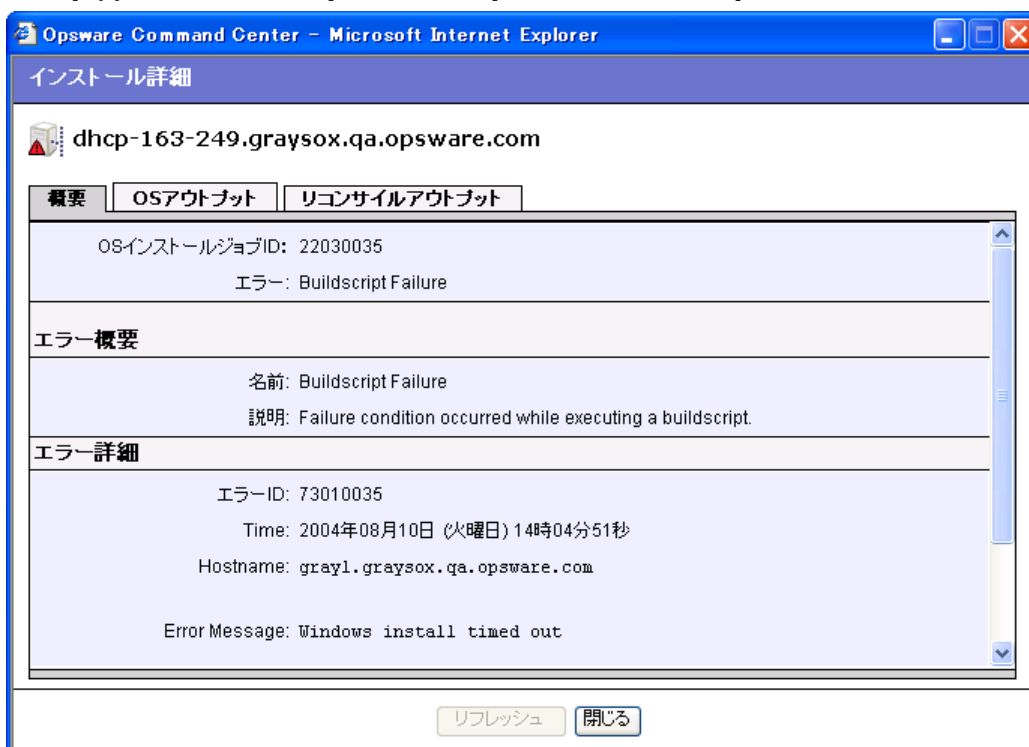 Opsware Command Center - Microsoft Internet Explorer
インストール詳細
dhcp-163-249.graysox.qa.opsware.com
概要 OSアウトプット リコンサイルアウトプット
OSインストールジョブID: 22030035
エラー: Buildscript Failure
エラー概要
名前: Buildscript Failure
説明: Failure condition occurred while executing a buildscript.
エラー詳細
エラーID: 73010035
Time: 2004年08月10日 (火曜日) 14時04分51秒
Hostname: gray1.graysox.qa.opsware.com
Error Message: Windows install timed out
リフレッシュ 閉じる